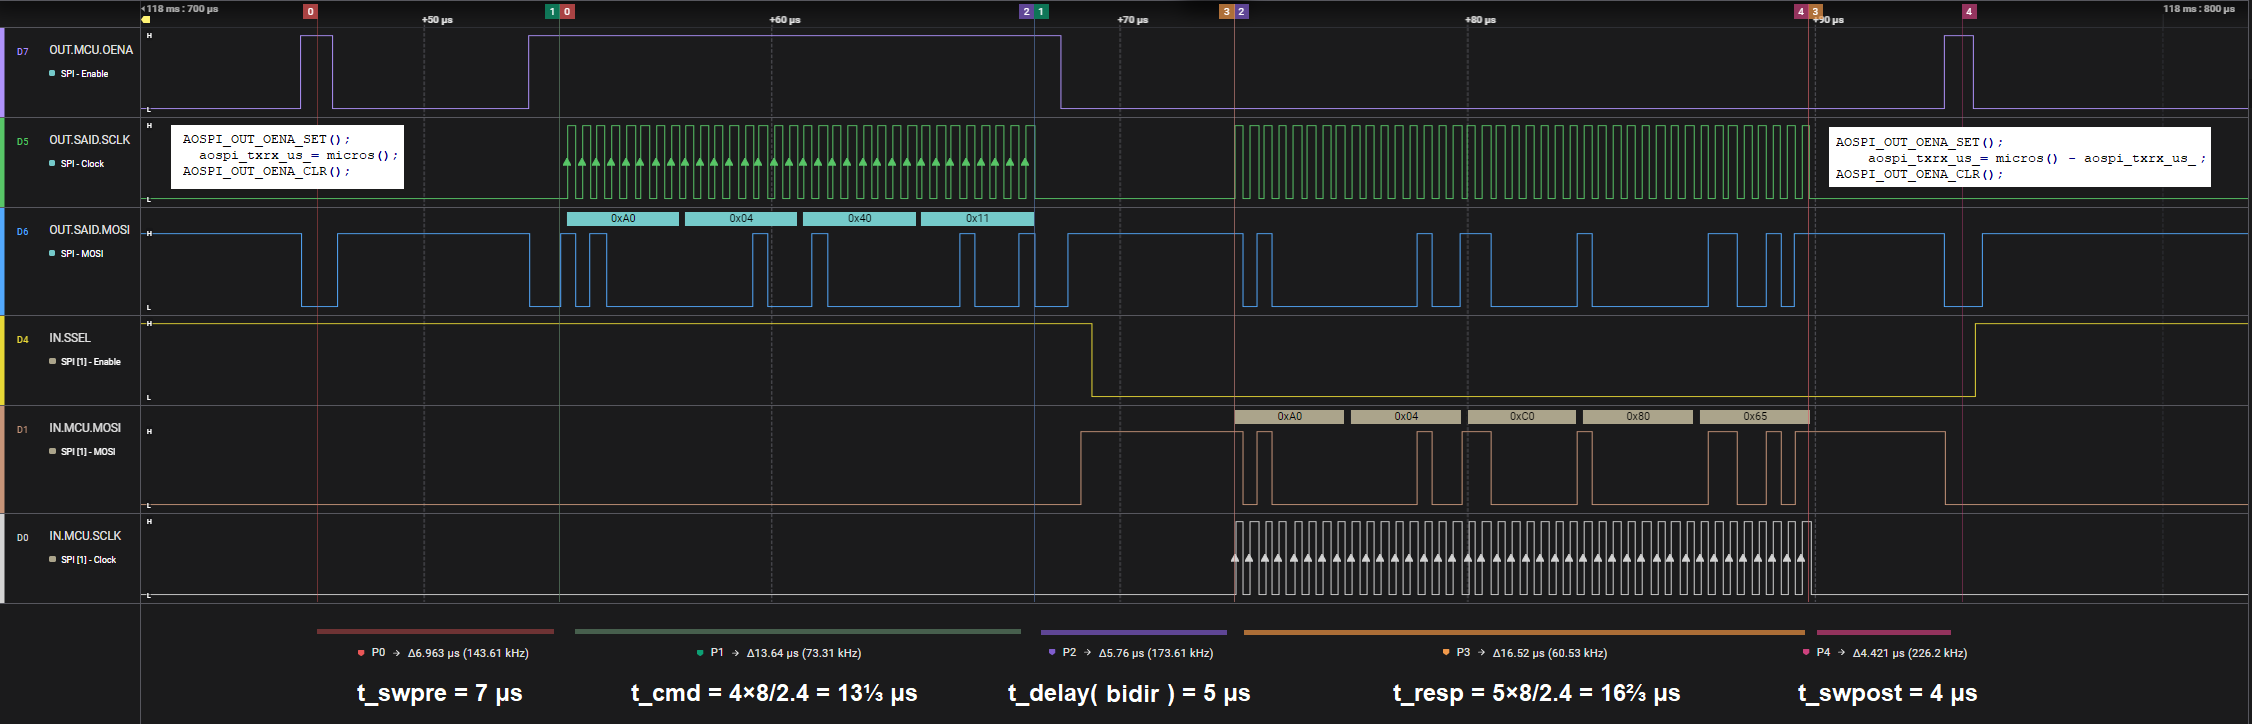 118 ms : 700 µs
0
1 0
2 1
3 2
4 3
4
+50 µs
+60 µs
+70 µs
+80 µs
+90 µs
118 ms : 800 µs
D7 OUT.MCU.OENA
SPI - Enable
H
L
D5 OUT.SAID.SCLK
SPI - Clock
H
L
AOSPI_OUT_OENA_SET();
aospi_txrx_us_= micros();
AOSPI_OUT_OENA_CLR();
AOSPI_OUT_OENA_SET();
aospi_txrx_us_= micros() - aospi_txrx_us_;
AOSPI_OUT_OENA_CLR();
D6 OUT.SAID.MOSI
SPI - MOSI
H
L
0xA0 0x04 0x40 0x11
D4 IN.SSEL
SPI [1] - Enable
H
L
D1 IN.MCU.MOSI
SPI [1] - MOSI
H
L
0xA0 0x04 0xC0 0x80 0x65
D0 IN.MCU.SCLK
SPI [1] - Clock
H
L
P0 → Δ6.963 µs (143.61 kHz)
P1 → Δ13.64 µs (73.31 kHz)
P2 → Δ5.76 µs (173.61 kHz)
P3 → Δ16.52 µs (60.53 kHz)
P4 → Δ4.421 µs (226.2 kHz)
t_swpre = 7 µs
t_cmd = 4×8/2.4 = 13⅓ µs
t_delay( bidir ) = 5 µs
t_resp = 5×8/2.4 = 16⅔ µs
t_swpost = 4 µs